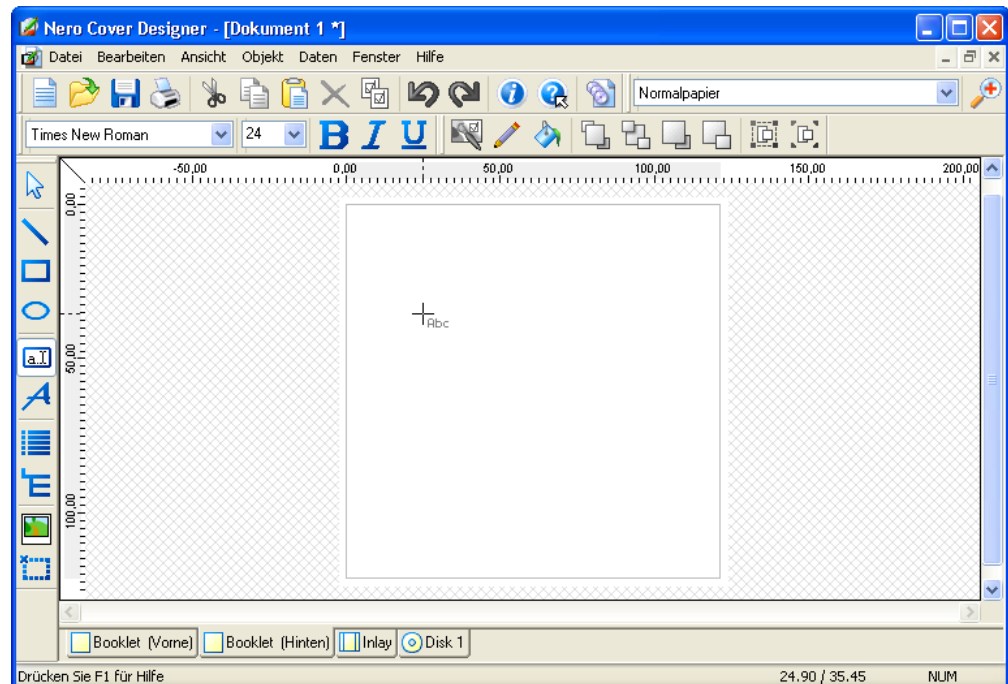 Nero Cover Designer - [Dokument 1 *]
Datei Bearbeiten Ansicht Objekt Daten Fenster Hilfe
Normalpapier
Times New Roman 24 B I U
-50,00 0,00 50,00 100,00 150,00 200,00
0,00
Abc
50,00
a
A
100,00
Booklet (Vorne) Booklet (Hinten) Inlay Disk 1
Drücken Sie F1 für Hilfe 24.90 / 35.45 NUM